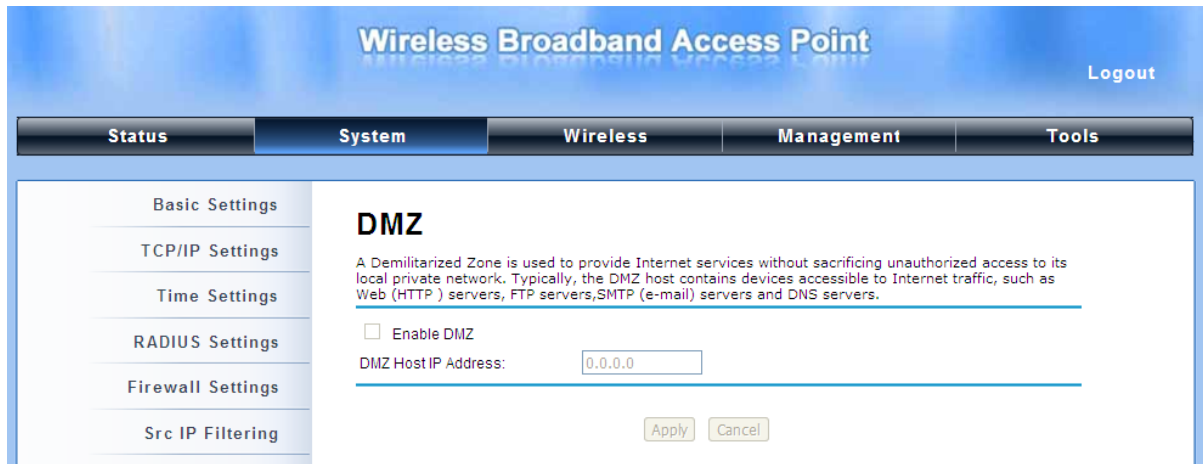 Wireless Broadband Access Point
Logout
Status System Wireless Management Tools
Basic Settings
TCP/IP Settings
Time Settings
RADIUS Settings
Firewall Settings
Src IP Filtering
DMZ
A Demilitarized Zone is used to provide Internet services without sacrificing unauthorized access to its
local private network. Typically, the DMZ host contains devices accessible to Internet traffic, such as
Web (HTTP ) servers, FTP servers,SMTP (e-mail) servers and DNS servers.
Enable DMZ
DMZ Host IP Address: 0.0.0.0
Apply Cancel